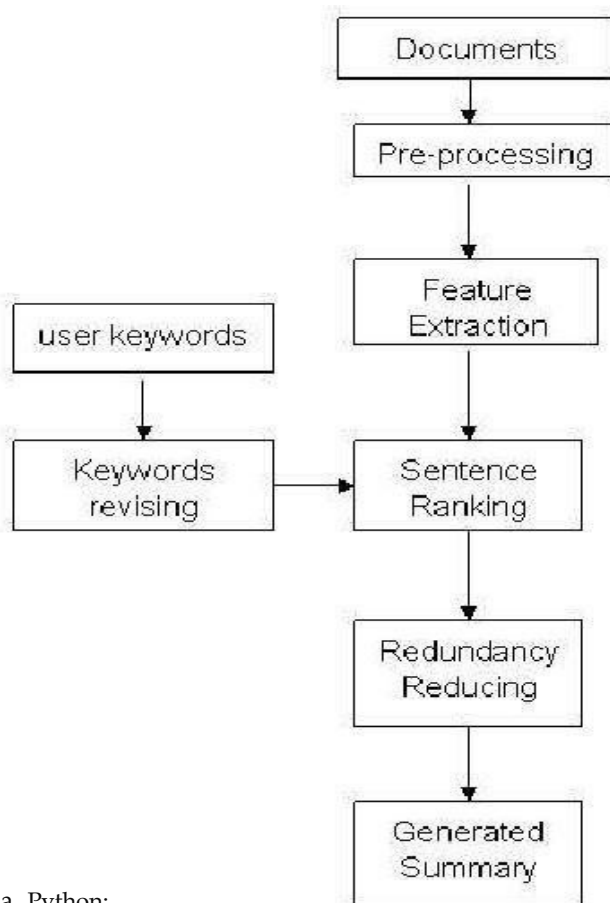 Documents
Pre-processing
Feature
Extraction
user keywords
Keywords
revising
Sentence
Ranking
Redundancy
Reducing
Generated
Summary
a. Python: